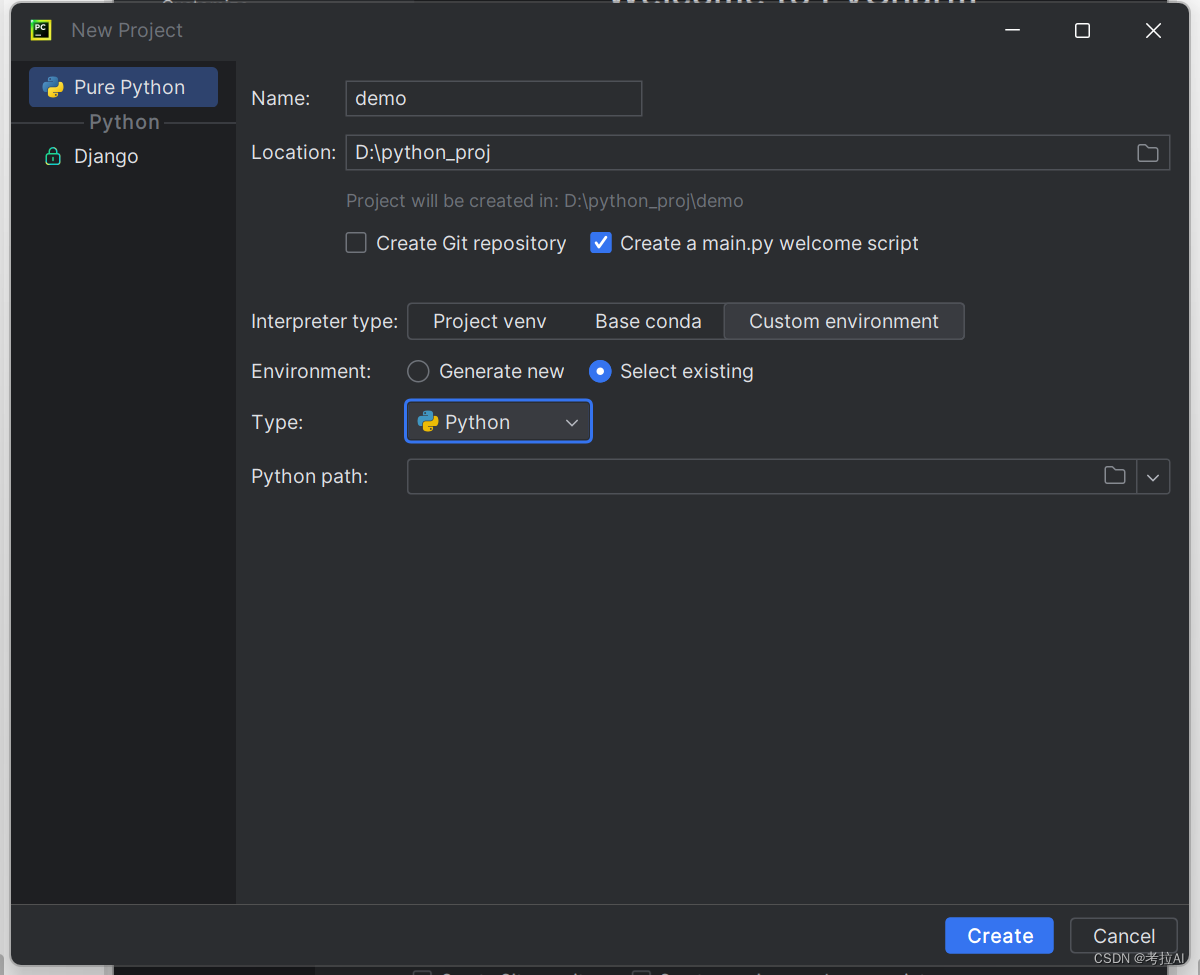 PC New Project
Pure Python
Python
Django
Name: demo
Location: D:\python_proj
Project will be created in: D:\python_proj\demo
Create Git repository Create a main.py welcome script
Interpreter type: Project venv Base conda Custom environment
Environment: Generate new Select existing
Type: Python
Python path:
Create Cancel
CSDN @考拉AI